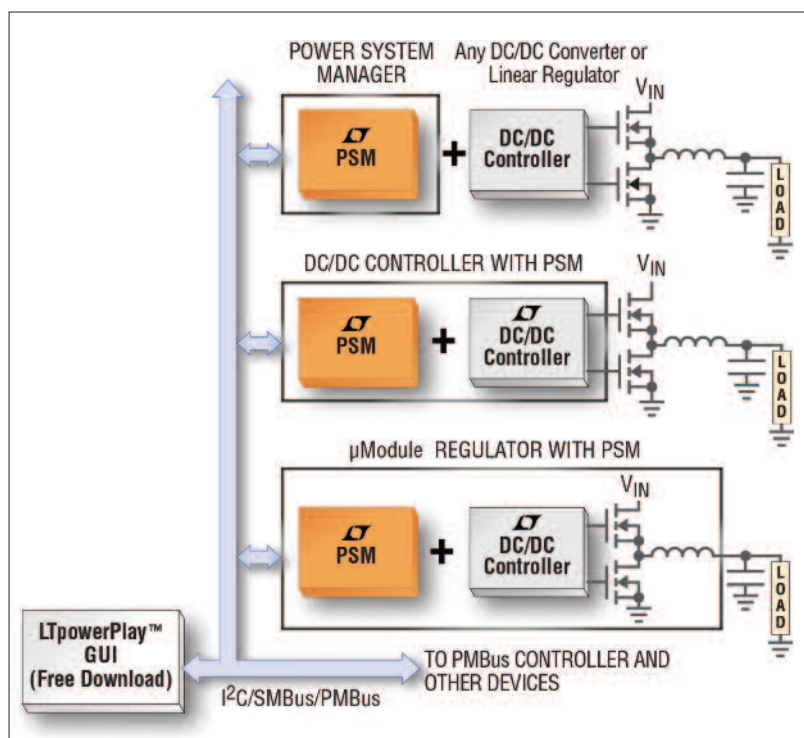 POWER SYSTEM
MANAGER
Any DC/DC Converter or
Linear Regulator
PSM
+
DC/DC
Controller
VIN
LOAD
DC/DC CONTROLLER WITH PSM
PSM
+
DC/DC
Controller
VIN
LOAD
µModule REGULATOR WITH PSM
PSM
+
DC/DC
Controller
VIN
LOAD
LTpowerPlay™
GUI
(Free Download)
I²C/SMBus/PMBus
TO PMBus CONTROLLER AND
OTHER DEVICES